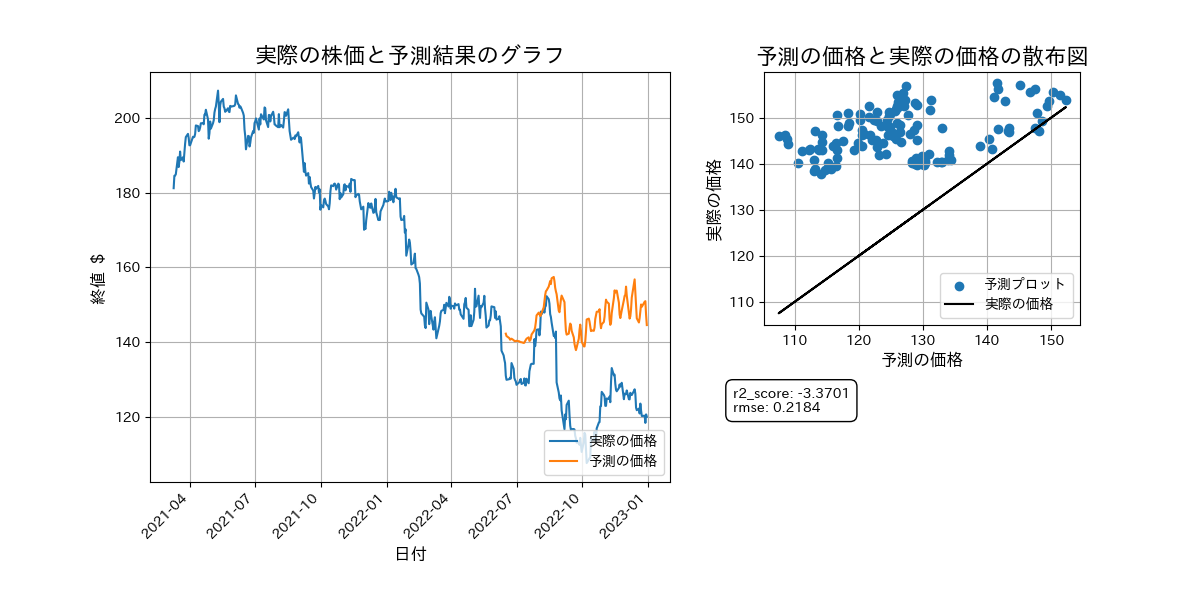 実際の株価と予測結果のグラフ
終値 $
200
180
160
140
120
2021-04
2021-07
2021-10
2022-01
2022-04
2022-07
2022-10
2023-01
日付
実際の価格
予測の価格
予測の価格と実際の価格の散布図
実際の価格
150
140
130
120
110
110
120
130
140
150
予測の価格
予測プロット
実際の価格
r2_score: -3.3701
rmse: 0.2184